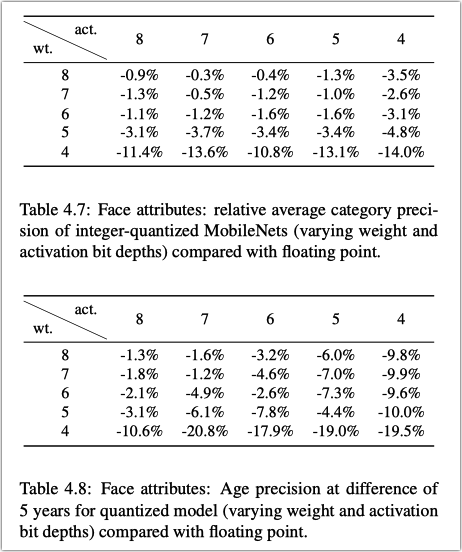 act.
wt.
8 7 6 5 4
8 -0.9% -0.3% -0.4% -1.3% -3.5%
7 -1.3% -0.5% -1.2% -1.0% -2.6%
6 -1.1% -1.2% -1.6% -1.6% -3.1%
5 -3.1% -3.7% -3.4% -3.4% -4.8%
4 -11.4% -13.6% -10.8% -13.1% -14.0%
Table 4.7: Face attributes: relative average category preci-
sion of integer-quantized MobileNets (varying weight and
activation bit depths) compared with floating point.
act.
wt.
8 7 6 5 4
8 -1.3% -1.6% -3.2% -6.0% -9.8%
7 -1.8% -1.2% -4.6% -7.0% -9.9%
6 -2.1% -4.9% -2.6% -7.3% -9.6%
5 -3.1% -6.1% -7.8% -4.4% -10.0%
4 -10.6% -20.8% -17.9% -19.0% -19.5%
Table 4.8: Face attributes: Age precision at difference of
5 years for quantized model (varying weight and activation
bit depths) compared with floating point.